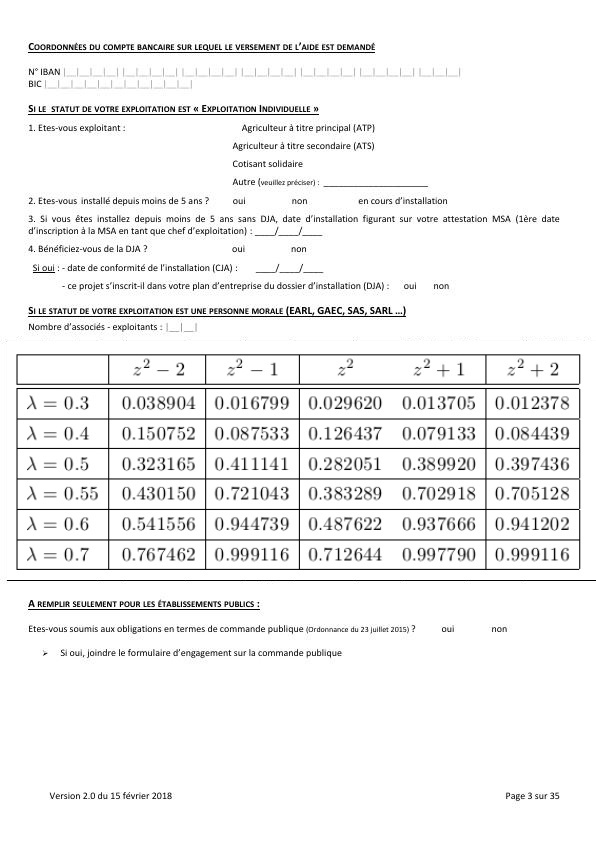 COORDONNÉES DU COMPTE BANCAIRE SUR LEQUEL LE VERSEMENT DE L'AIDE EST DEMANDÉ
N° IBAN |__|__|__|__| |__|__|__|__| |__|__|__|__| |__|__|__|__| |__|__|__|__| |__|__|__|__| |__|__|__|
BIC |__|__|__|__|__|__|__|__|__|__|__|
SI LE STATUT DE VOTRE EXPLOITATION EST « EXPLOITATION INDIVIDUELLE »
1. Etes-vous exploitant : Agriculteur à titre principal (ATP)
Agriculteur à titre secondaire (ATS)
Cotisant solidaire
Autre (veuillez préciser) : ______________________
2. Etes-vous installé depuis moins de 5 ans ? oui non en cours d'installation
3. Si vous êtes installez depuis moins de 5 ans sans DJA, date d'installation figurant sur votre attestation MSA (1ère date
d'inscription à la MSA en tant que chef d'exploitation) : ____/____/____
4. Bénéficiez-vous de la DJA ? oui non
Si oui : - date de conformité de l'installation (CJA) : ____/____/____
- ce projet s'inscrit-il dans votre plan d'entreprise du dossier d'installation (DJA) : oui non
SI LE STATUT DE VOTRE EXPLOITATION EST UNE PERSONNE MORALE (EARL, GAEC, SAS, SARL …)
Nombre d'associés - exploitants : |__|__|
z² − 2 z² − 1 z² z² + 1 z² + 2
λ = 0.3 0.038904 0.016799 0.029620 0.013705 0.012378
λ = 0.4 0.150752 0.087533 0.126437 0.079133 0.084439
λ = 0.5 0.323165 0.411141 0.282051 0.389920 0.397436
λ = 0.55 0.430150 0.721043 0.383289 0.702918 0.705128
λ = 0.6 0.541556 0.944739 0.487622 0.937666 0.941202
λ = 0.7 0.767462 0.999116 0.712644 0.997790 0.999116
A REMPLIR SEULEMENT POUR LES ÉTABLISSEMENTS PUBLICS :
Etes-vous soumis aux obligations en termes de commande publique (Ordonnance du 23 juillet 2015) ? oui non
➢ Si oui, joindre le formulaire d'engagement sur la commande publique
Version 2.0 du 15 février 2018 Page 3 sur 35